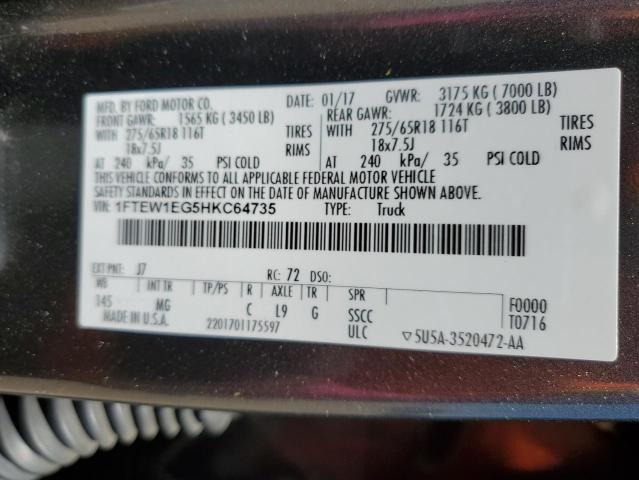 MFD. BY FORD MOTOR CO. DATE: 01/17 GVWR: 3175 KG ( 7000 LB)
FRONT GAWR: 1565 KG ( 3450 LB) REAR GAWR: 1724 KG ( 3800 LB)
WITH 275/65R18 116T TIRES WITH 275/65R18 116T TIRES
18x7.5J RIMS 18x7.5J RIMS
AT 240 kPa/ 35 PSI COLD AT 240 kPa/ 35 PSI COLD
THIS VEHICLE CONFORMS TO ALL APPLICABLE FEDERAL MOTOR VEHICLE
SAFETY STANDARDS IN EFFECT ON THE DATE OF MANUFACTURE SHOWN ABOVE.
VIN: 1FTEW1EG5HKC64735 TYPE: Truck
EXT PNT: J7 RC: 72 DSO:
WB INT TR TP/PS R AXLE TR SPR F0000
145 MG C L9 G SSCC T0716
MADE IN U.S.A. 2201701175597 ULC 5U5A-3520472-AA